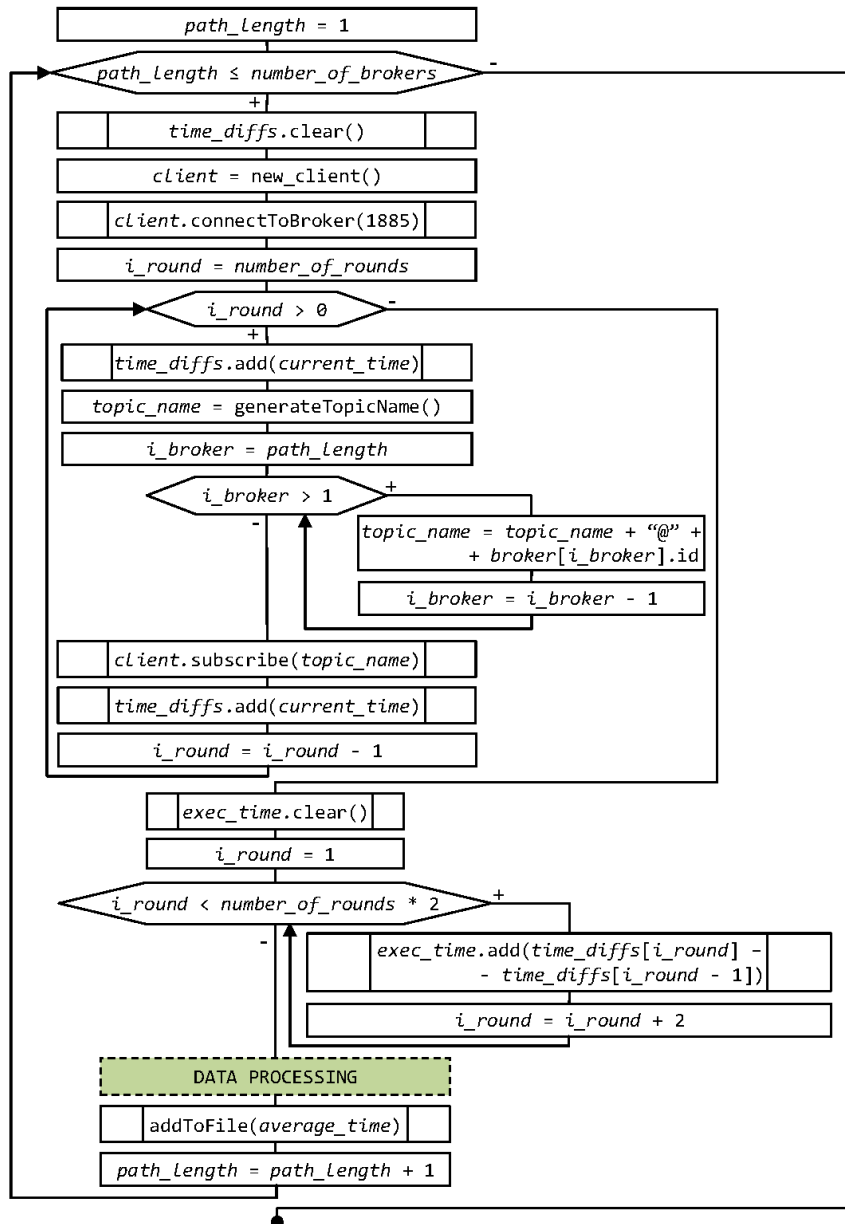 path_length = 1
path_length ≤ number_of_brokers
-
+
time_diffs.clear()
client = new_client()
client.connectToBroker(1885)
i_round = number_of_rounds
i_round > 0
-
+
time_diffs.add(current_time)
topic_name = generateTopicName()
i_broker = path_length
i_broker > 1
+
-
topic_name = topic_name + “@” +
+ broker[i_broker].id
i_broker = i_broker - 1
client.subscribe(topic_name)
time_diffs.add(current_time)
i_round = i_round - 1
exec_time.clear()
i_round = 1
i_round < number_of_rounds * 2
+
-
exec_time.add(time_diffs[i_round] –
- time_diffs[i_round - 1])
i_round = i_round + 2
DATA PROCESSING
addToFile(average_time)
path_length = path_length + 1